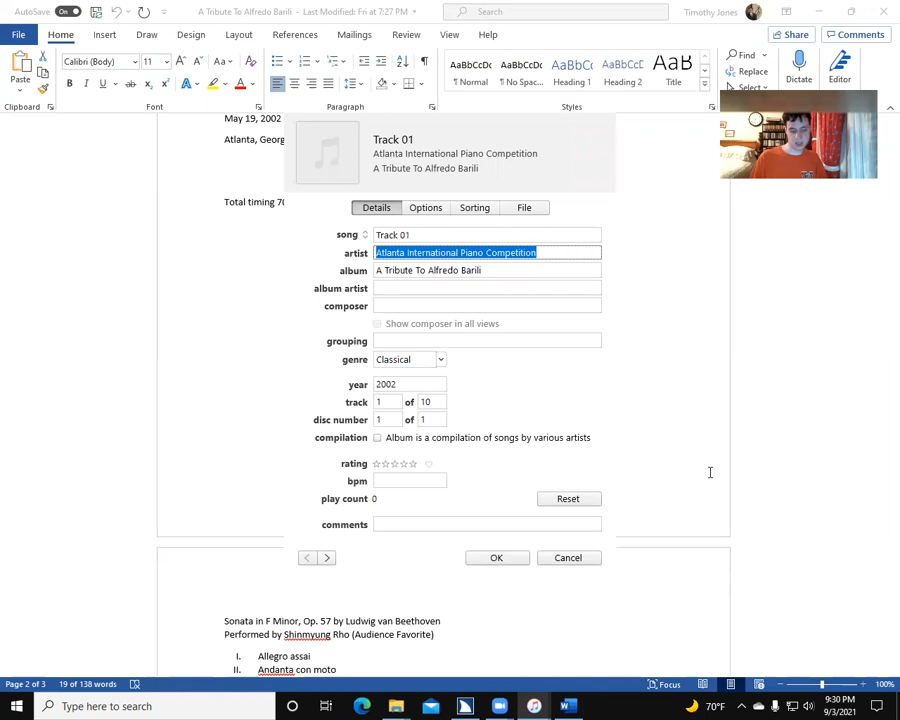 AutoSave On A Tribute To Alfredo Barili - Last Modified: Fri at 7:27 PM Search Timothy Jones
File Home Insert Draw Design Layout References Mailings Review View Help Share Comments
Paste Calibri (Body) 11 A A Aa A AaBbCcDc AaBbCcDc AaBbC AaBbCcD AaB Find Dictate Editor
Replace
B I U ab x x A A ¶ Normal ¶ No Spac... Heading 1 Heading 2 Title Select
Clipboard Font Paragraph Styles
May 19, 2002
Atlanta, Georg
Total timing 70
Track 01
Atlanta International Piano Competition
A Tribute To Alfredo Barili
Details Options Sorting File
song Track 01
artist Atlanta International Piano Competition
album A Tribute To Alfredo Barili
album artist
composer
Show composer in all views
grouping
genre Classical
year 2002
track 1 of 10
disc number 1 of 1
compilation Album is a compilation of songs by various artists
rating
bpm
play count 0 Reset
comments
OK Cancel
Sonata in F Minor, Op. 57 by Ludwig van Beethoven
Performed by Shinmyung Rho (Audience Favorite)
I. Allegro assai
II. Andanta con moto
Page 2 of 3 19 of 138 words Focus 100%
Type here to search 70°F 9:30 PM
9/3/2021